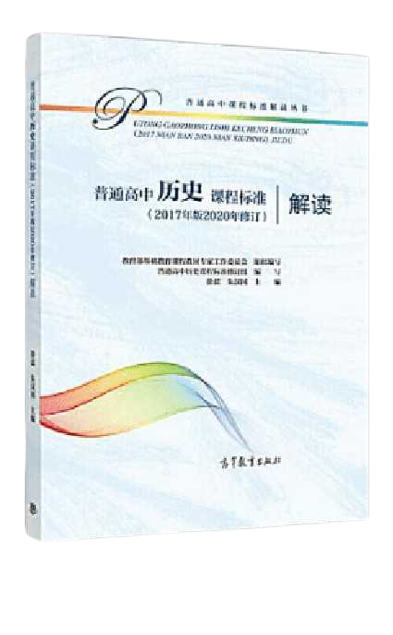 普通高中课程标准解读丛书
PUTONG GAOZHONG LISHI KECHENG BIAOZHUN
(2017 NIAN BAN 2020 NIAN XIUDING) JIEDU
普通高中 历史 课程标准
(2017年版2020年修订)
解读
教育部基础教育课程教材专家工作委员会 组织编写
普通高中历史课程标准修订组 编 写
徐蓝 朱汉国 主 编
高等教育出版社
普通高中历史课程标准(2017年版2020年修订)解读
徐蓝 朱汉国 主编